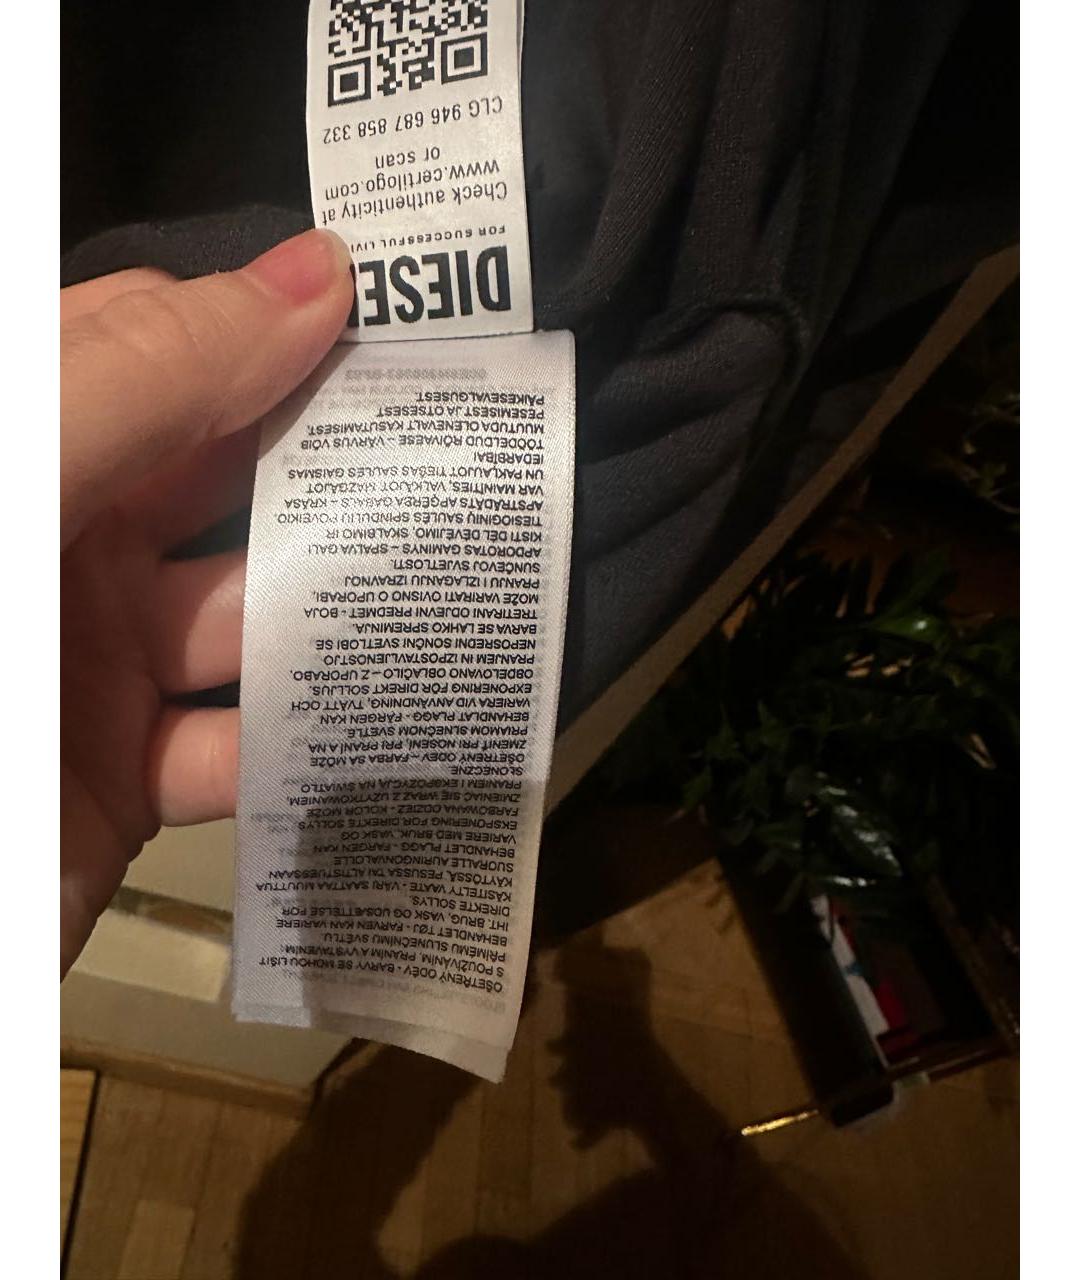 OŠETŘENÝ ODĚV - BARVY SE MOHOU LIŠIT
S POUŽÍVÁNÍM, PRANÍM A VYSTAVENÍM
PŘÍMÉMU SLUNEČNÍMU SVĚTLU.
BEHANDLET TØJ - FARVEN KAN VARIERE
IHT. BRUG, VASK OG UDSÆTTELSE FOR
DIREKTE SOLLYS.
KÄSITELTY VAATE - VÄRI SAATTAA MUUTTUA
KÄYTÖSSÄ, PESUSSA TAI ALTISTUESSAAN
SUORALLE AURINGONVALOLLE
BEHANDLET PLAGG - FARGEN KAN
VARIERE MED BRUK, VASK OG
EKSPONERING FOR DIREKTE SOLLYS
FARBOWANA ODZIEŻ - KOLOR MOŻE
ZMIENIAĆ SIĘ WRAZ Z UŻYTKOWANIEM,
PRANIEM I EKSPOZYCJĄ NA ŚWIATŁO
SŁONECZNE.
OŠETRENÝ ODEV – FARBA SA MÔŽE
ZMENIŤ PRI NOSENÍ, PRI PRANÍ A NA
PRIAMOM SLNEČNOM SVETLE.
BEHANDLAT PLAGG - FÄRGEN KAN
VARIERA VID ANVÄNDNING, TVÄTT OCH
EXPONERING FÖR DIREKT SOLLJUS.
OBDELOVANO OBLAČILO – Z UPORABO,
PRANJEM IN IZPOSTAVLJENOSTJO
NEPOSREDNI SONČNI SVETLOBI SE
BARVA SE LAHKO SPREMINJA.
TRETIRANI ODJEVNI PREDMET - BOJA
MOŽE VARIRATI OVISNO O UPORABI,
PRANJU I IZLAGANJU IZRAVNOJ
SUNČEVOJ SVJETLOSTI.
APDOROTAS GAMINYS – SPALVA GALI
KISTI DĖL DĖVĖJIMO, SKALBIMO IR
TIESIOGINIŲ SAULĖS SPINDULIŲ POVEIKIO.
APSTRĀDĀTS APĢĒRBA GABALS – KRĀSA
VAR MAINĪTIES, VALKĀJOT, MAZGĀJOT
UN PAKĻAUJOT TIEŠAS SAULES GAISMAS
IEDARBĪBAI
TÖÖDELDUD RÕIVAESE – VÄRVUS VÕIB
MUUTUDA OLENEVALT KASUTAMISEST,
PESEMISEST JA OTSESEST
PÄIKESEVALGUSEST.
DIESE
FOR SUCCESSFUL LIVI
Check authenticity at
www.certilogo.com
or scan
CLG 946 687 858 332